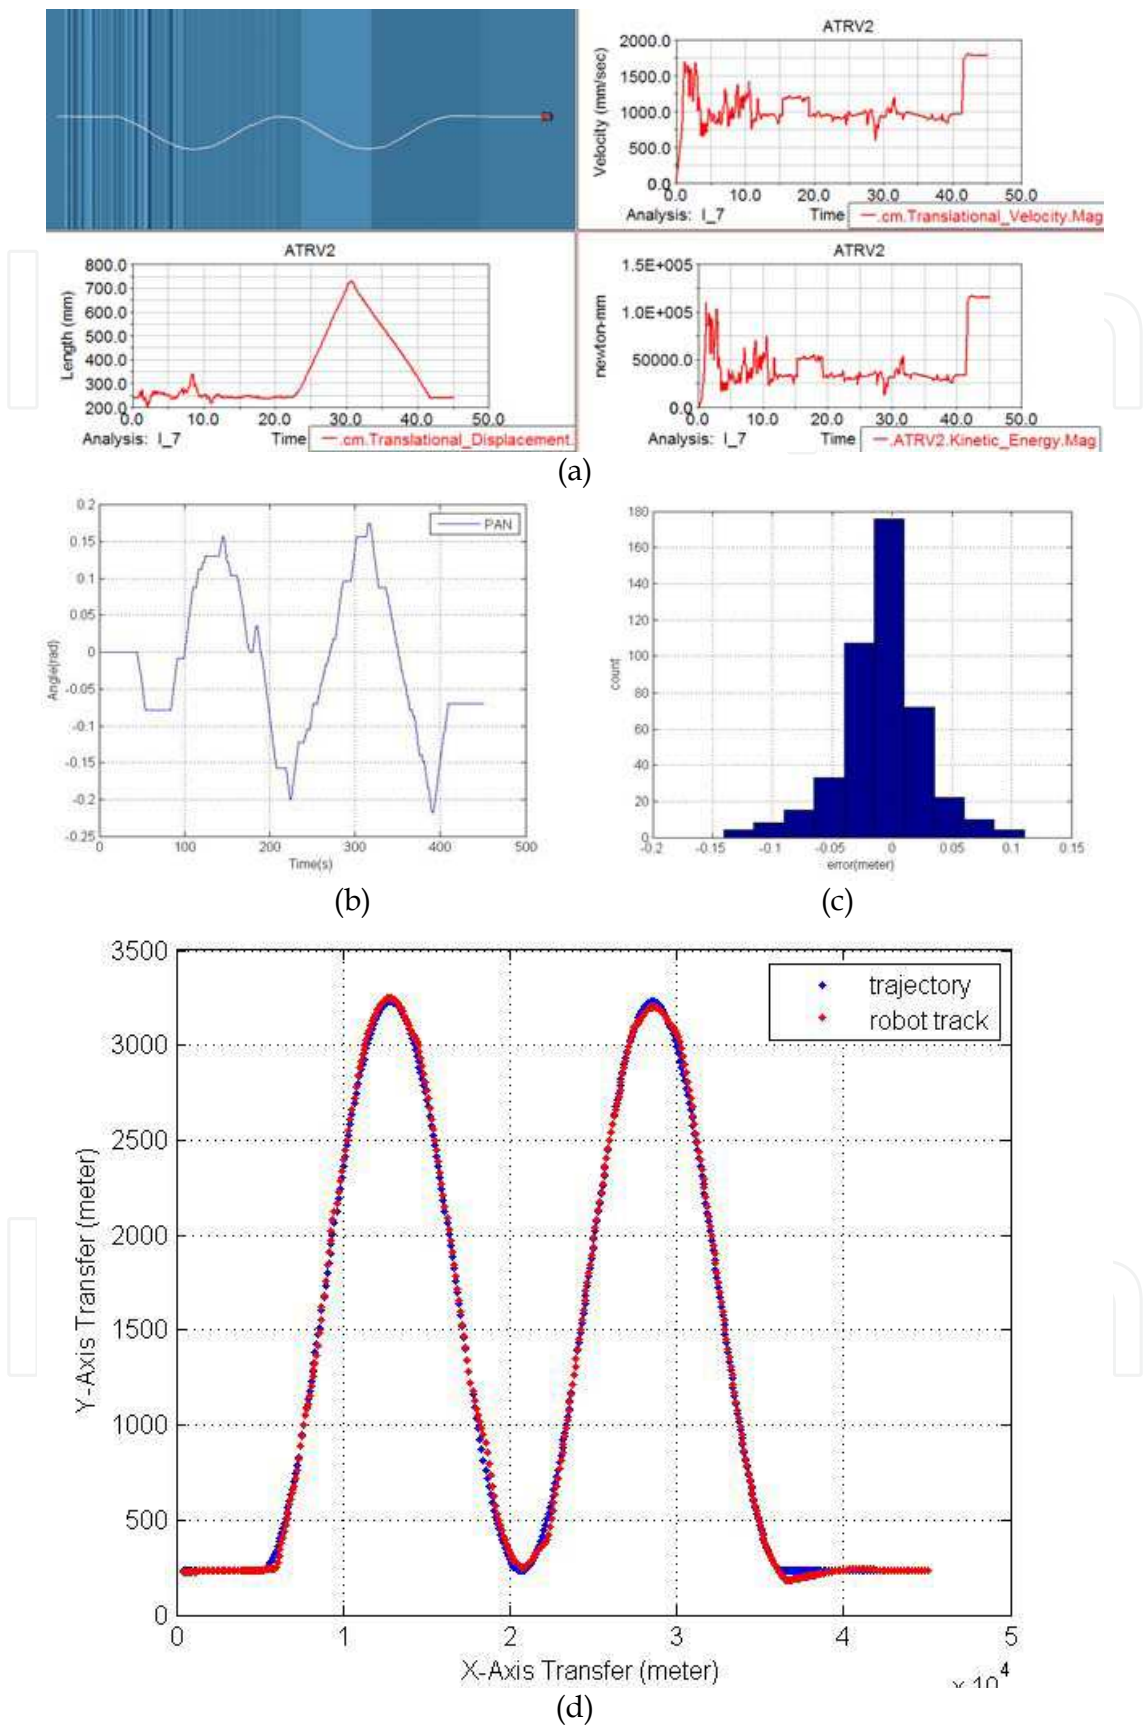 ATRV2
2000.0
1500.0
1000.0
500.0
0.0
Velocity (mm/sec)
0.0 10.0 20.0 30.0 40.0 50.0
Analysis: I_7 Time .cm.Translational_Velocity.Mag
ATRV2
800.0
700.0
600.0
500.0
400.0
300.0
200.0
Length (mm)
0.0 10.0 20.0 30.0 40.0 50.0
Analysis: I_7 Time .cm.Translational_Displacement.
ATRV2
1.5E+005
1.0E+005
50000.0
0.0
newton-mm
0.0 10.0 20.0 30.0 40.0 50.0
Analysis: I_7 Time .ATRV2.Kinetic_Energy.Mag
(a)
0.2
0.15
0.1
0.05
0
-0.05
-0.1
-0.15
-0.2
-0.25
Angle(rad)
PAN
0 100 200 300 400 500
Time(s)
(b)
180
160
140
120
100
80
60
40
20
0
count
-0.2 -0.15 -0.1 -0.05 0 0.05 0.1 0.15
error(meter)
(c)
3500
3000
2500
2000
1500
1000
500
0
Y-Axis Transfer (meter)
trajectory
robot track
0 1 2 3 4 5
X-Axis Transfer (meter)
x 10^4
(d)